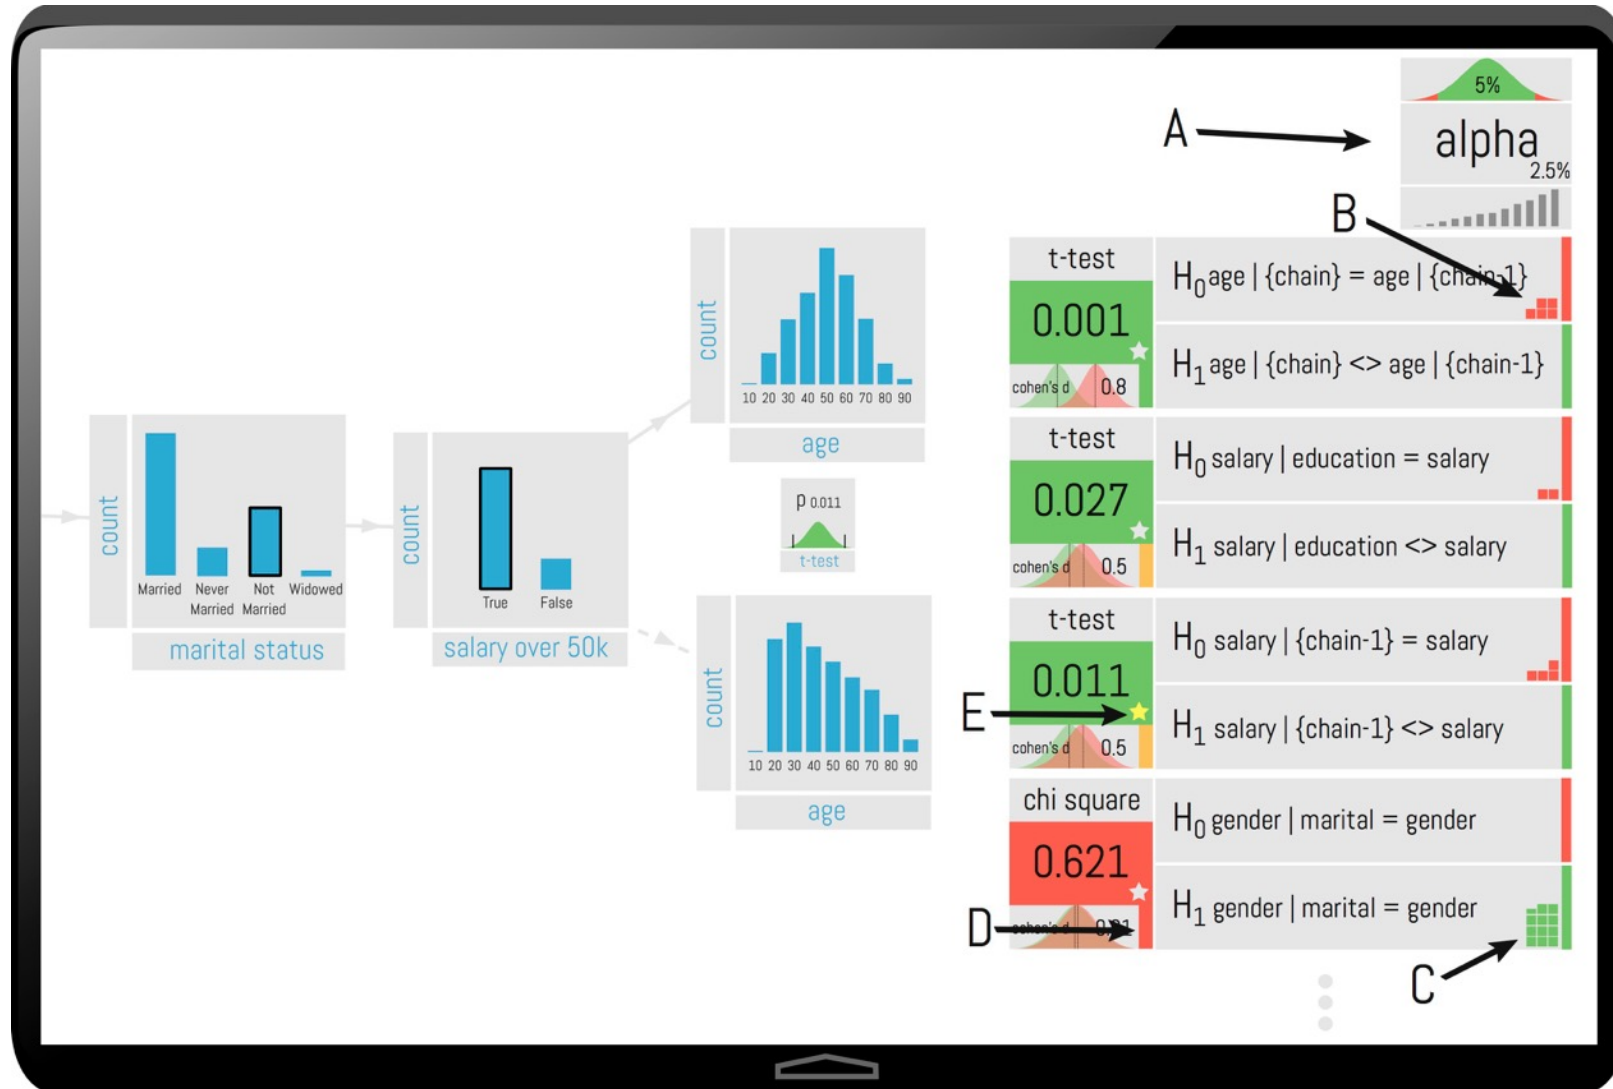 5%
A
alpha
2.5%
B
t-test
H0 age | {chain} = age | {chain-1}
0.001
H1 age | {chain} <> age | {chain-1}
cohen's d 0.8
count
10 20 30 40 50 60 70 80 90
age
p 0.011
t-test
count
Married
Never Married
Not Married
Widowed
marital status
count
True False
salary over 50k
count
10 20 30 40 50 60 70 80 90
age
t-test
H0 salary | education = salary
0.027
H1 salary | education <> salary
cohen's d 0.5
t-test
H0 salary | {chain-1} = salary
0.011
E
H1 salary | {chain-1} <> salary
cohen's d 0.5
chi square
H0 gender | marital = gender
0.621
H1 gender | marital = gender
D
cohen's d
C